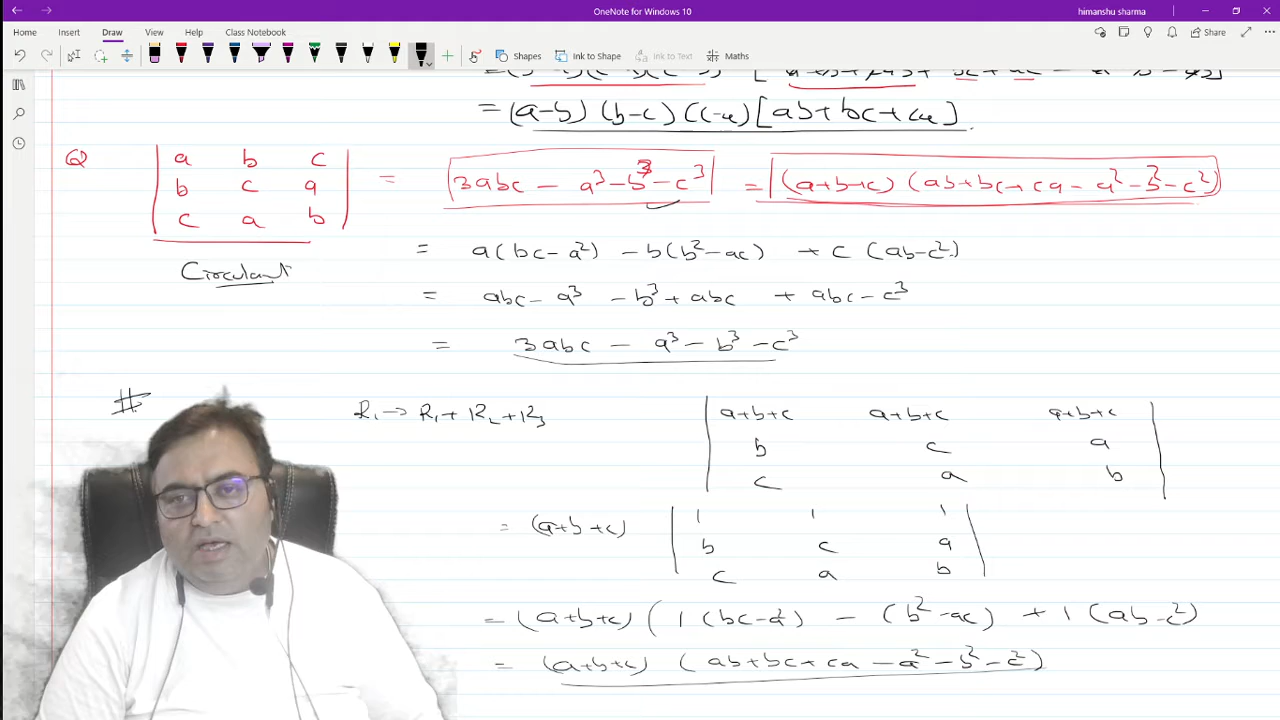 OneNote for Windows 10
himanshu sharma
Home Insert Draw View Help Class Notebook
Share
Shapes Ink to Shape Ink to Text Maths
= (a-b) (b-c) (c-a) [ab+bc+ca]
Q | a b c | = 3abc - a³ - b³ - c³ = (a+b+c) (ab+bc+ca - a² - b² - c²)
| b c a |
| c a b |
= a(bc-a²) - b(b²-ac) + c (ab-c²)
Circulant
= abc - a³ - b³ + abc + abc - c³
= 3abc - a³ - b³ - c³
#
R₁ → R₁ + R₂ + R₃ | a+b+c a+b+c a+b+c |
| b c a |
| c a b |
= (a+b+c) | 1 1 1 |
| b c a |
| c a b |
= (a+b+c) ( 1 (bc-a²) - (b²-ac) + 1 (ab-c²)
= (a+b+c) (ab+bc+ca - a² - b² - c²)